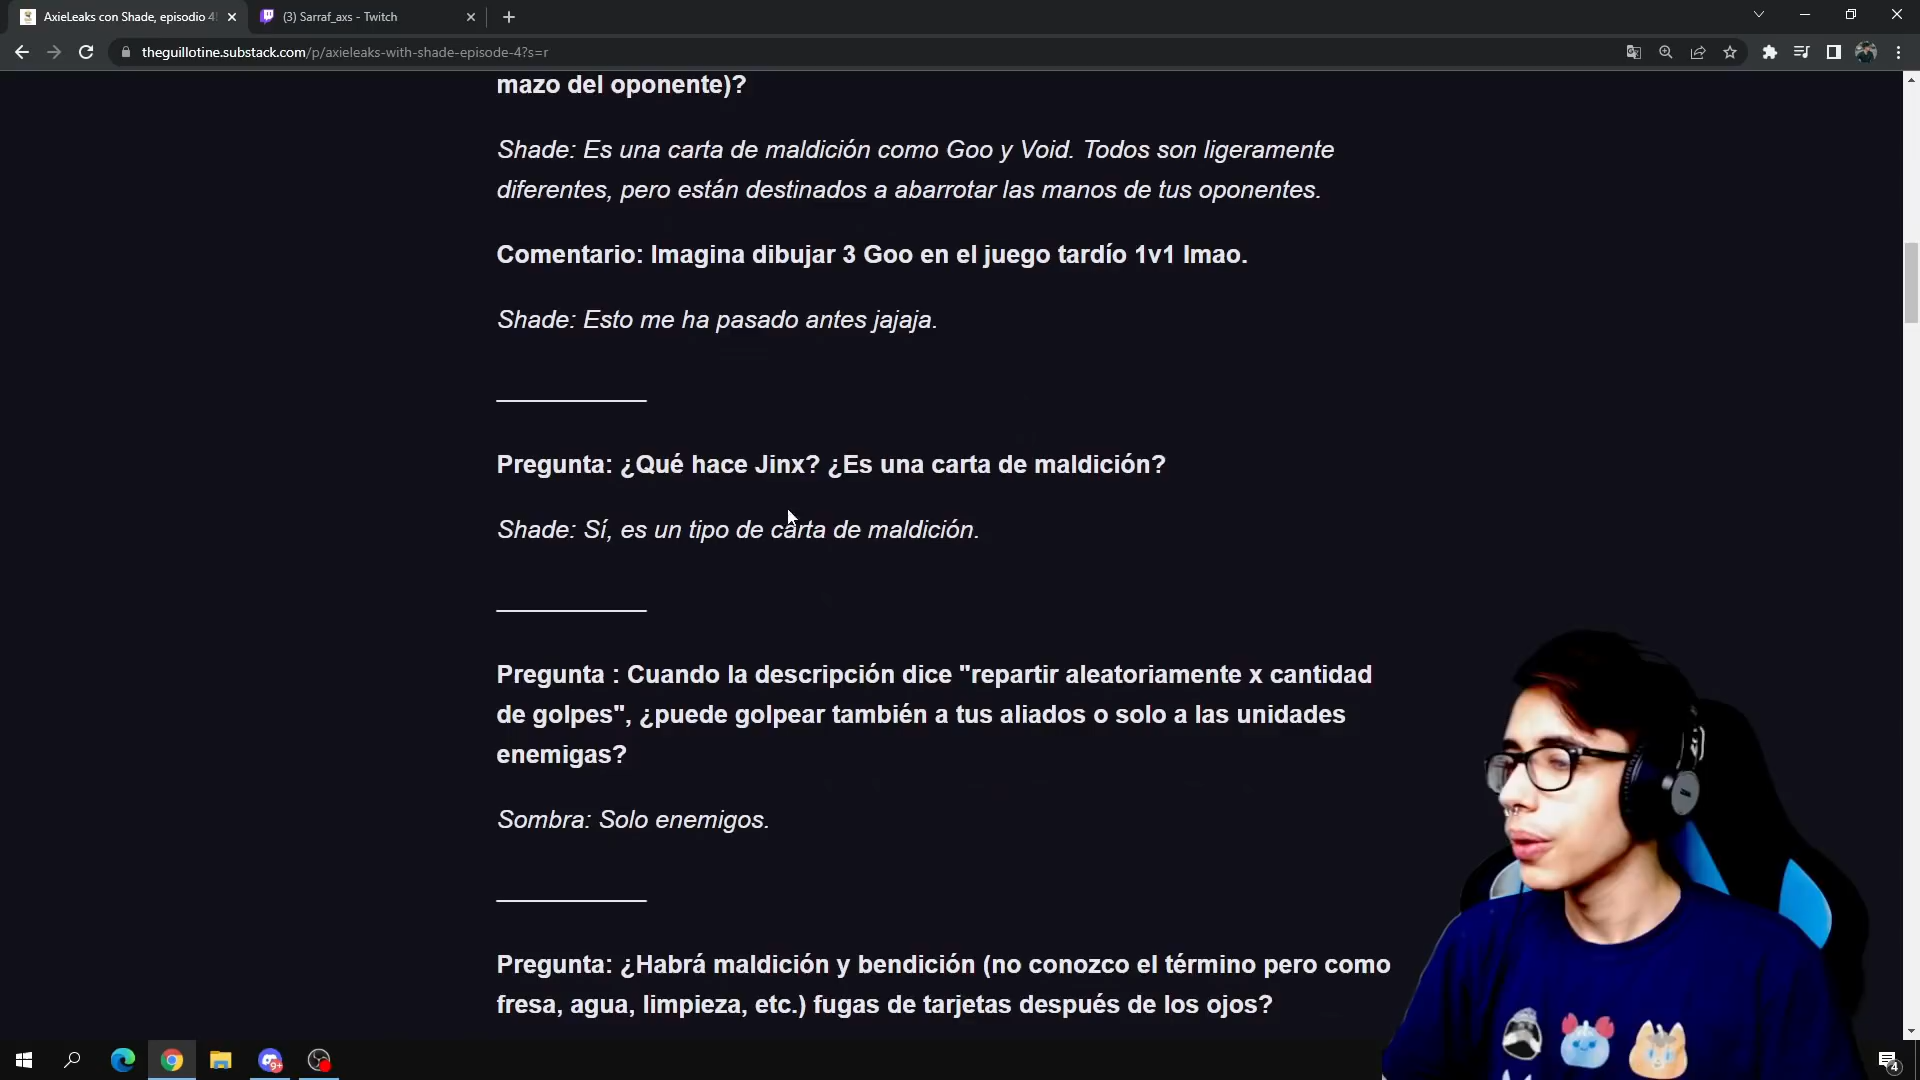 AxieLeaks con Shade, episodio 4
(3) Sarraf_axs - Twitch
theguillotine.substack.com/p/axieleaks-with-shade-episode-4?s=r
mazo del oponente)?
Shade: Es una carta de maldición como Goo y Void. Todos son ligeramente
diferentes, pero están destinados a abarrotar las manos de tus oponentes.
Comentario: Imagina dibujar 3 Goo en el juego tardío 1v1 lmao.
Shade: Esto me ha pasado antes jajaja.
Pregunta: ¿Qué hace Jinx? ¿Es una carta de maldición?
Shade: Sí, es un tipo de carta de maldición.
Pregunta : Cuando la descripción dice "repartir aleatoriamente x cantidad
de golpes", ¿puede golpear también a tus aliados o solo a las unidades
enemigas?
Sombra: Solo enemigos.
Pregunta: ¿Habrá maldición y bendición (no conozco el término pero como
fresa, agua, limpieza, etc.) fugas de tarjetas después de los ojos?
9+
4